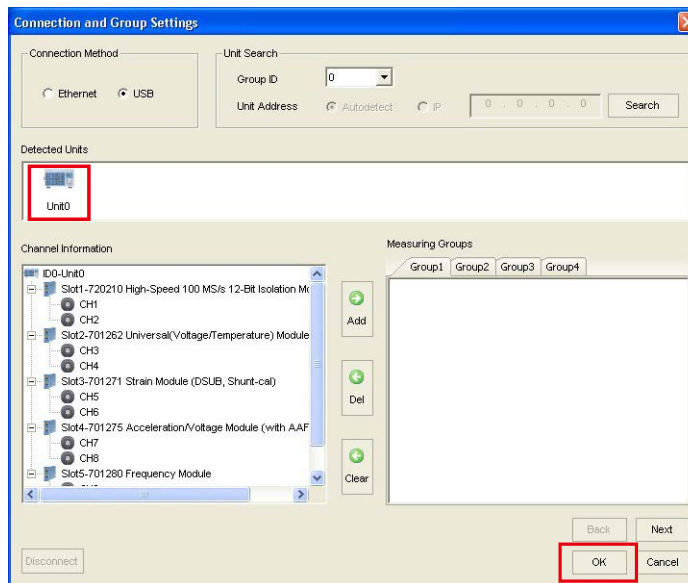 Connection and Group Settings
Connection Method
Ethernet
USB
Unit Search
Group ID
0
Unit Address
Autodetect
IP
0 . 0 . 0 . 0
Search
Detected Units
Unit0
Channel Information
ID0-Unit0
Slot1-720210 High-Speed 100 MS/s 12-Bit Isolation Mo
CH1
CH2
Slot2-701262 Universal(Voltage/Temperature) Module
CH3
CH4
Slot3-701271 Strain Module (DSUB, Shunt-cal)
CH5
CH6
Slot4-701275 Acceleration/Voltage Module (with AAF
CH7
CH8
Slot5-701280 Frequency Module
Add
Del
Clear
Measuring Groups
Group1 Group2 Group3 Group4
Back
Next
Disconnect
OK
Cancel